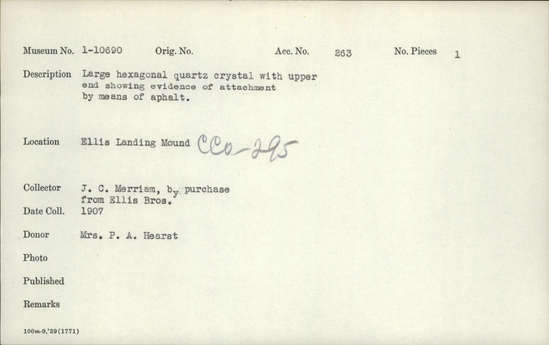 Museum No. 1-10690 Orig. No. Acc. No. 263 No. Pieces 1
Description Large hexagonal quartz crystal with upper
end showing evidence of attachment
by means of aphalt.
Location Ellis Landing Mound CCo-295
Collector J. C. Merriam, by purchase
from Ellis Bros.
Date Coll. 1907
Donor Mrs. P. A. Hearst
Photo
Published
Remarks
100m-9,'29(1771)